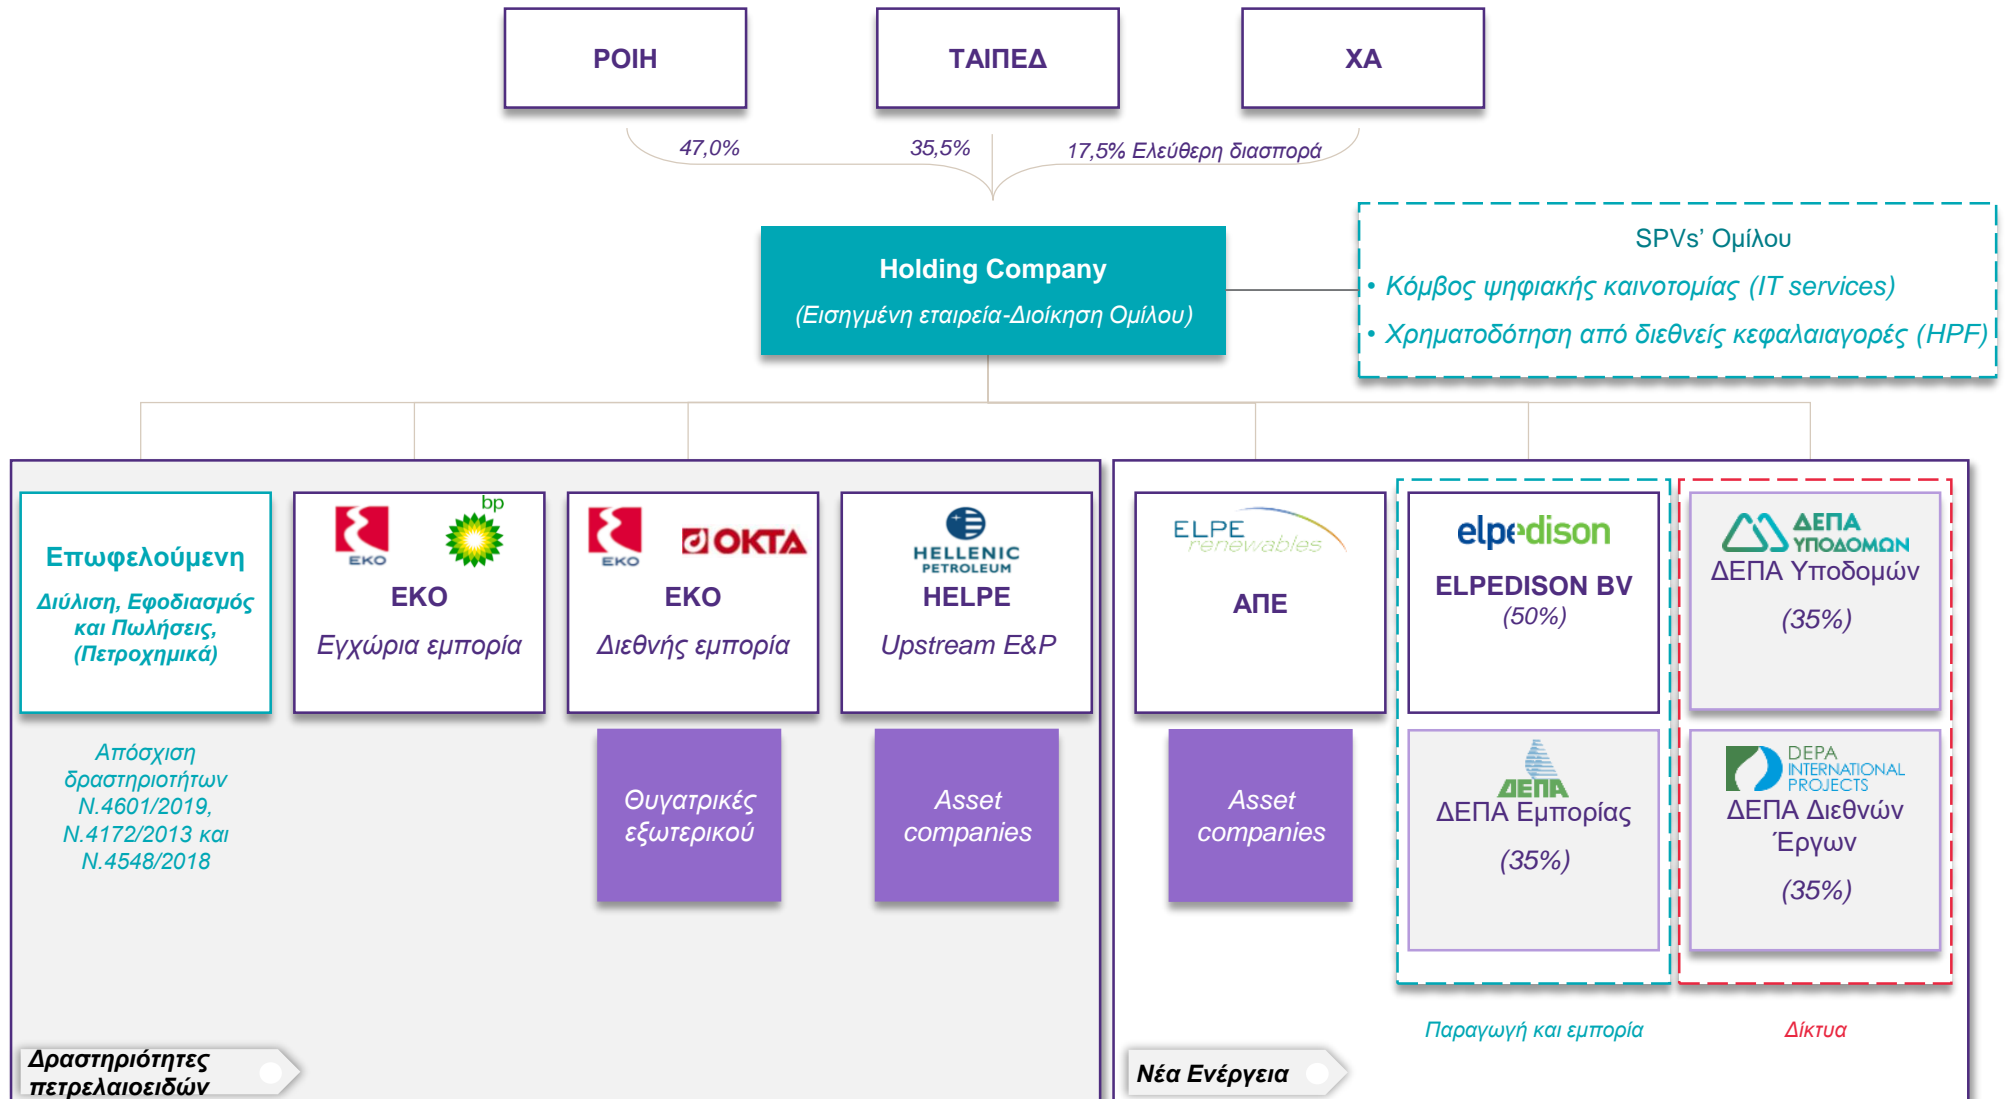 POIH
ΤΑΙΠΕΔ
ΧΑ
47,0%
35,5%
17,5% Ελεύθερη διασπορά
Holding Company
(Εισηγμένη εταιρεία-Διοίκηση Ομίλου)
SPVs’ Ομίλου
• Κόμβος ψηφιακής καινοτομίας (IT services)
• Χρηματοδότηση από διεθνείς κεφαλαιαγορές (HPF)
Επωφελούμενη
Διύλιση, Εφοδιασμός
και Πωλήσεις,
(Πετροχημικά)
Απόσχιση
δραστηριοτήτων
Ν.4601/2019,
Ν.4172/2013 και
Ν.4548/2018
EKO
bp
ΕΚΟ
Εγχώρια εμπορία
EKO
OKTA
ΕΚΟ
Διεθνής εμπορία
Θυγατρικές
εξωτερικού
HELLENIC
PETROLEUM
HELPE
Upstream E&P
Asset
companies
Δραστηριότητες
πετρελαιοειδών
ELPE
renewables
ΑΠΕ
Asset
companies
elpedison
ELPEDISON BV
(50%)
ΔΕΠΑ
ΔΕΠΑ Εμπορίας
(35%)
Παραγωγή και εμπορία
ΔΕΠΑ
ΥΠΟΔΟΜΩΝ
ΔΕΠΑ Υποδομών
(35%)
DEPA
INTERNATIONAL
PROJECTS
ΔΕΠΑ Διεθνών
Έργων
(35%)
Δίκτυα
Νέα Ενέργεια